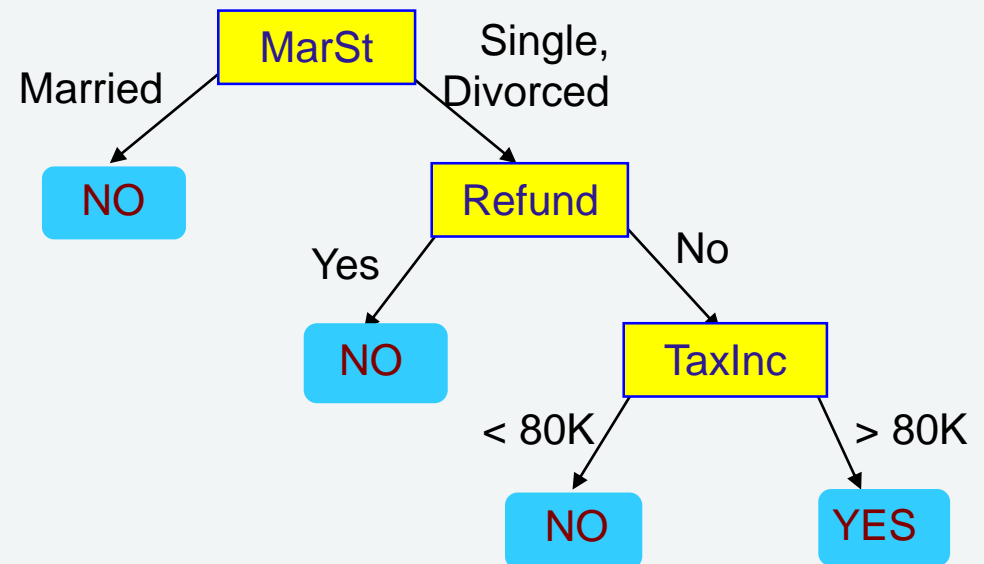 MarSt
Single,
Married
Divorced
NO
Refund
Yes
No
NO
TaxInc
< 80K
> 80K
NO
YES